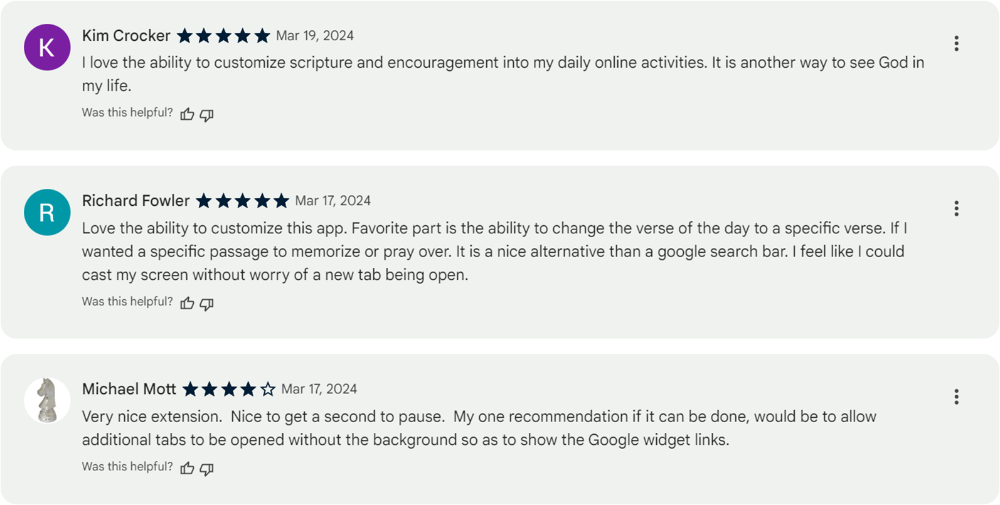 K
Kim Crocker Mar 19, 2024
I love the ability to customize scripture and encouragement into my daily online activities. It is another way to see God in
my life.
Was this helpful?
R
Richard Fowler Mar 17, 2024
Love the ability to customize this app. Favorite part is the ability to change the verse of the day to a specific verse. If I
wanted a specific passage to memorize or pray over. It is a nice alternative than a google search bar. I feel like I could
cast my screen without worry of a new tab being open.
Was this helpful?
Michael Mott Mar 17, 2024
Very nice extension.  Nice to get a second to pause.  My one recommendation if it can be done, would be to allow
additional tabs to be opened without the background so as to show the Google widget links.
Was this helpful?